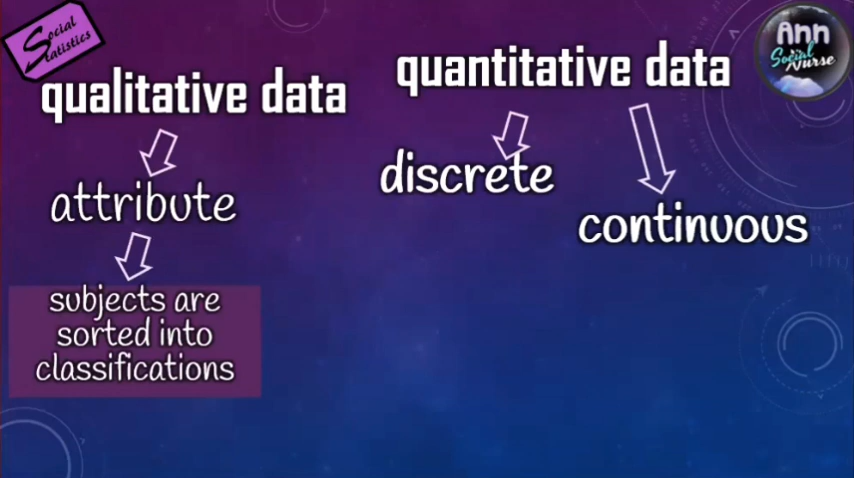 Social
Statistics
Ann
Social
Nurse
qualitative data
quantitative data
attribute
discrete
continuous
subjects are
sorted into
classifications